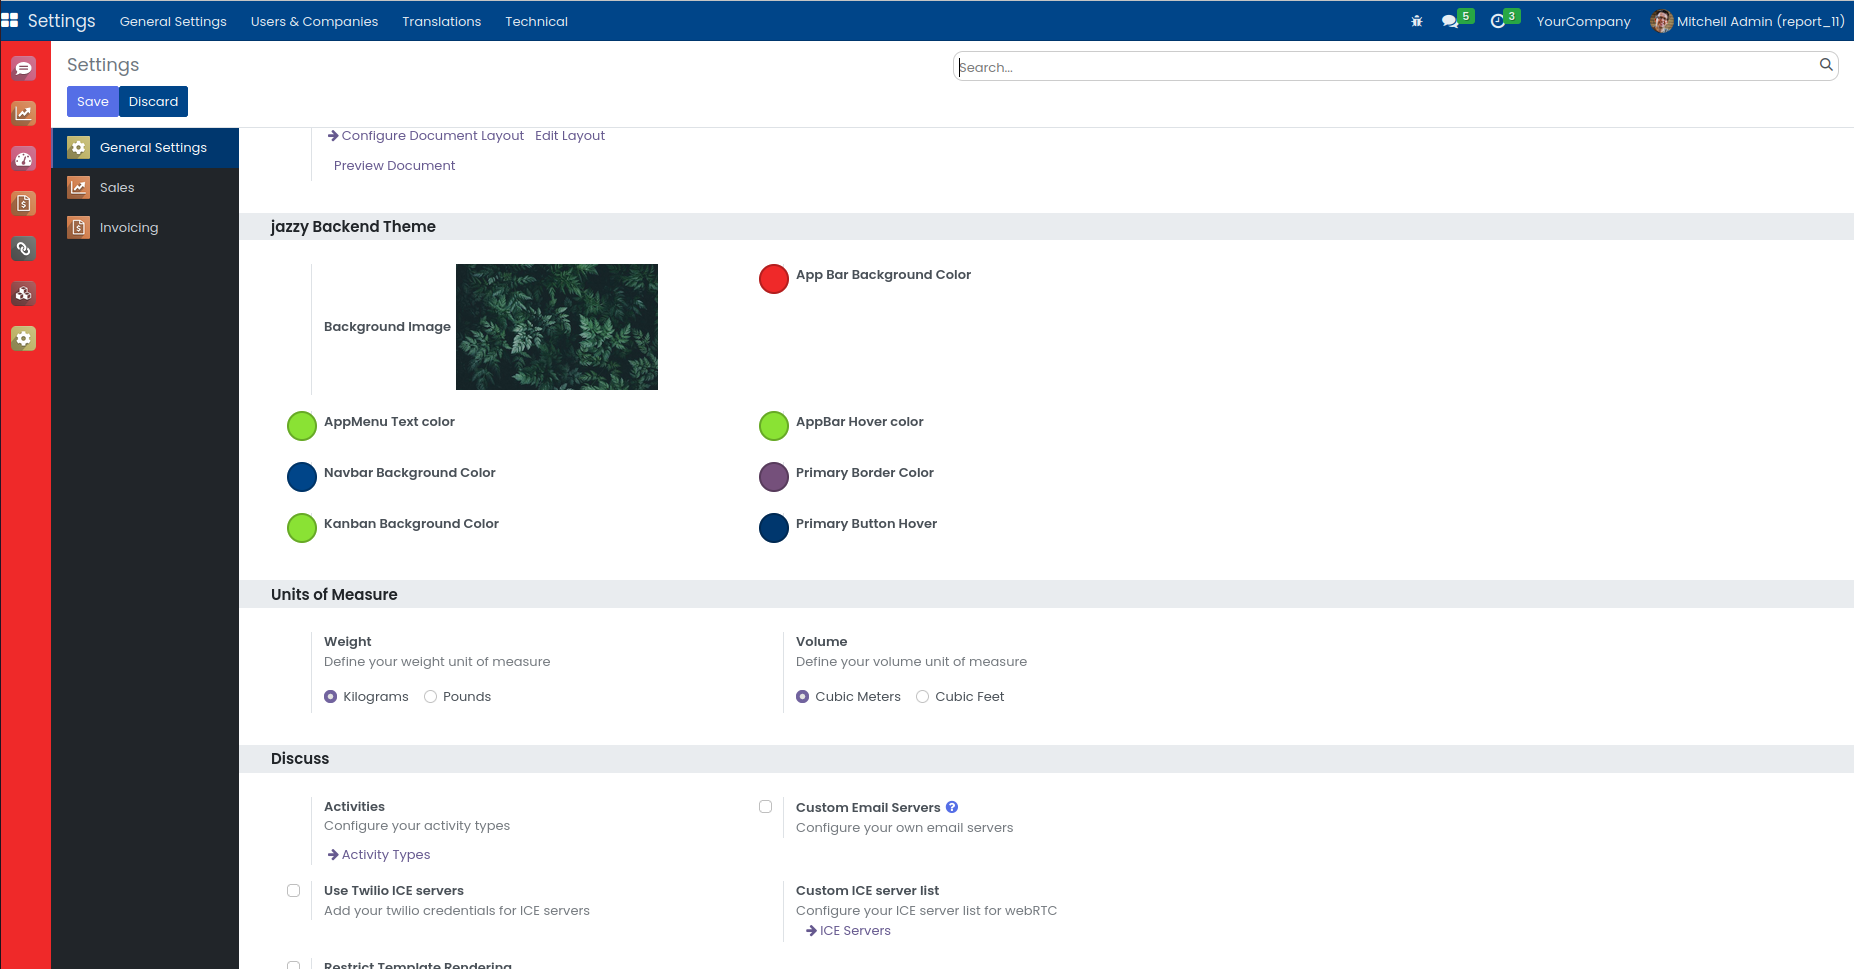 Settings General Settings Users & Companies Translations Technical 5 3 YourCompany Mitchell Admin (report_11)
Settings
Search...
Save Discard
General Settings
Sales
Invoicing
Configure Document Layout Edit Layout
Preview Document
jazzy Backend Theme
Background Image
App Bar Background Color
AppMenu Text color
AppBar Hover color
Navbar Background Color
Primary Border Color
Kanban Background Color
Primary Button Hover
Units of Measure
Weight
Define your weight unit of measure
Kilograms Pounds
Volume
Define your volume unit of measure
Cubic Meters Cubic Feet
Discuss
Activities
Configure your activity types
Activity Types
Custom Email Servers ?
Configure your own email servers
Use Twilio ICE servers
Add your twilio credentials for ICE servers
Custom ICE server list
Configure your ICE server list for webRTC
ICE Servers
Restrict Template Rendering